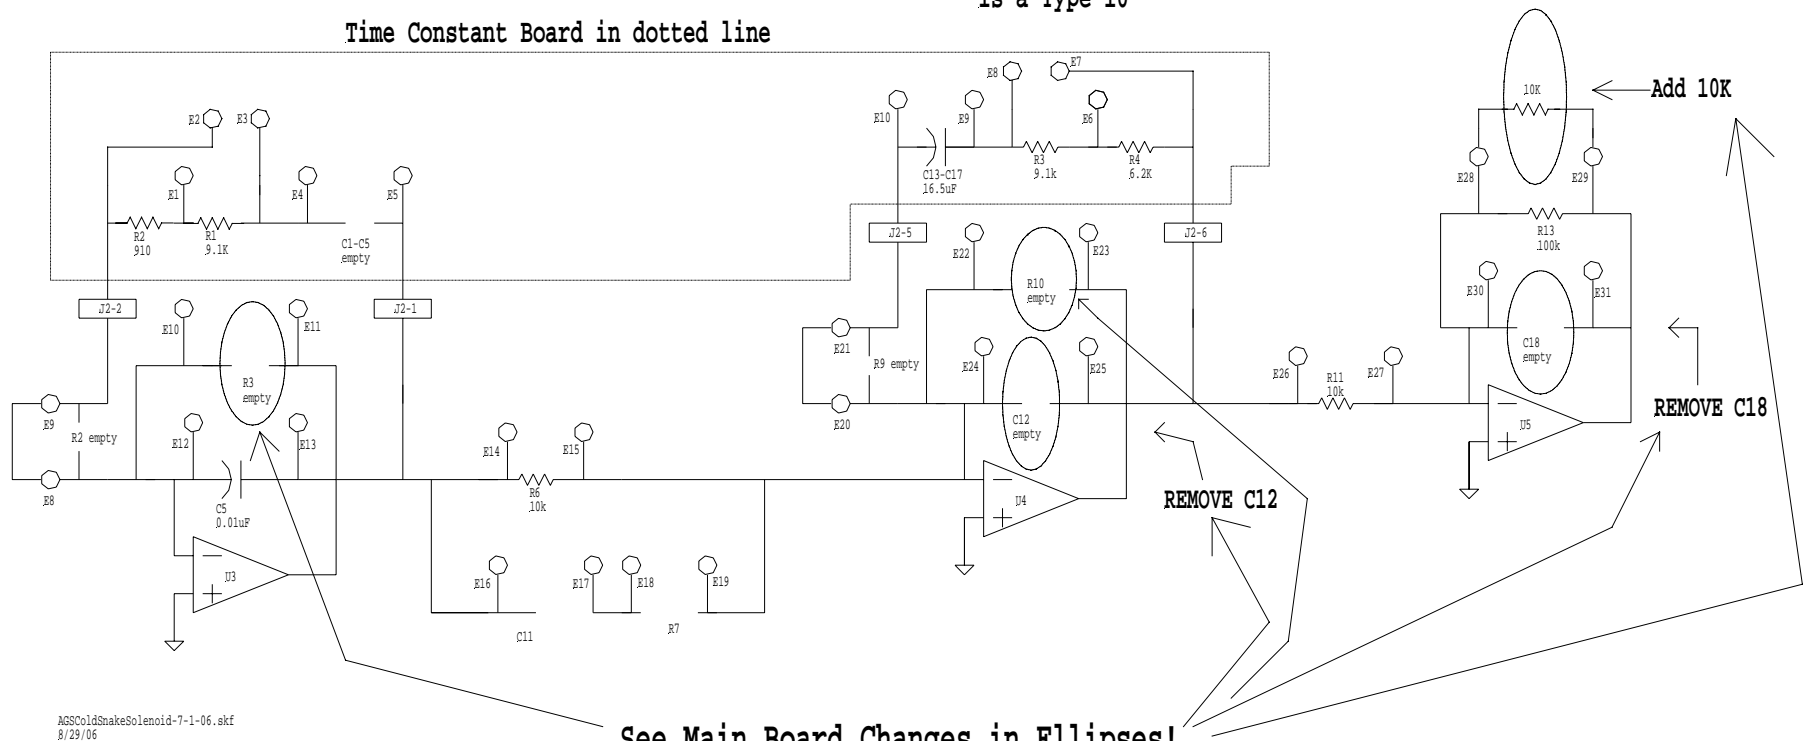 is a Type 10
Time Constant Board in dotted line
E8
E7
10K
Add 10K
E2
E3
E10
E9
E6
E1
E4
E5
C13-C17
16.5uF
R3
9.1k
R4
6.2K
E28
E29
R2
910
R1
9.1K
C1-C5
empty
J2-5
J2-6
R13
100k
E22
E23
J2-2
J2-1
E10
E11
R10
empty
E30
E31
E21
R9 empty
E24
E25
C18
empty
R3
empty
E26
R11
10k
E27
E9
R2 empty
E8
E12
E13
E20
C12
empty
REMOVE C18
U5
E14
E15
R6
10k
C5
0.01uF
U4
REMOVE C12
U3
E16
E17
E18
E19
C11
R7
AGSColdSnakeSolenoid-7-1-06.skf
8/29/06
See Main Board Changes in Ellipses!